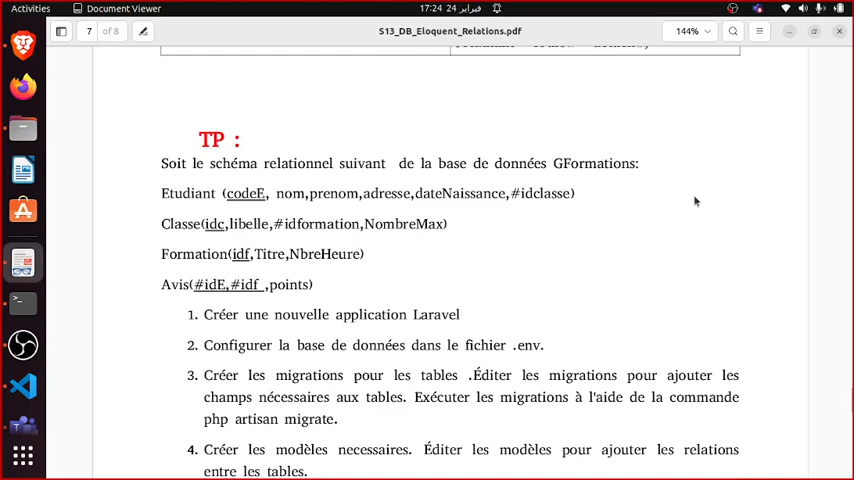 Activities
Document Viewer
17:24 24 فبراير
7
of 8
S13_DB_Eloquent_Relations.pdf
144%
TP :
Soit le schéma relationnel suivant de la base de données GFormations:
Etudiant (codeE, nom,prenom,adresse,dateNaissance,#idclasse)
Classe(idc,libelle,#idformation,NombreMax)
Formation(idf,Titre,NbreHeure)
Avis(#idE,#idf ,points)
1. Créer une nouvelle application Laravel
2. Configurer la base de données dans le fichier .env.
3. Créer les migrations pour les tables .Éditer les migrations pour ajouter les
champs nécessaires aux tables. Exécuter les migrations à l'aide de la commande
php artisan migrate.
4. Créer les modèles necessaires. Éditer les modèles pour ajouter les relations
entre les tables.